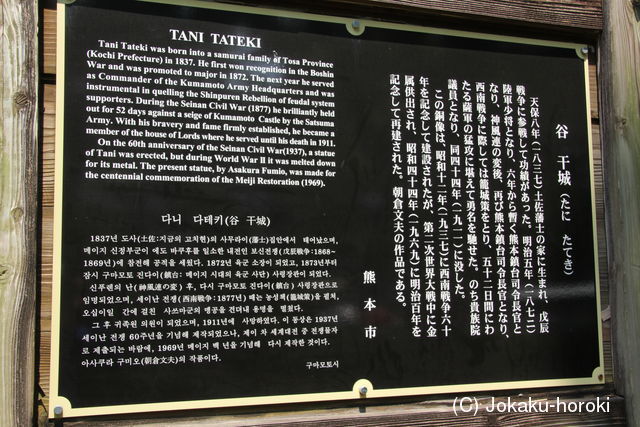 TANI TATEKI
Tani Tateki was born into a samurai family of Tosa Province
(Kochi Prefecture) in 1837. He first won recognition in the Boshin
War and was promoted to major in 1872. The next year he served
as Commander of the Kumamoto Army Headquarters and was
instrumental in quelling the Shinpuren Rebellion of feudal system
supporters. During the Seinan Civil War (1877) he brilliantly held
out for 52 days against a seige of Kumamoto Castle by the Satsuma
Army. With his bravery and fame firmly established, he became a
member of the house of Lords where he served until his death in 1911.
On the 60th anniversary of the Seinan Civil War(1937), a statue
of Tani was erected, but during World War II it was melted down
for its metal. The present statue, by Asakura Fumio, was made for
the centennial commemoration of the Meiji Restoration (1969).
다니 다테키(谷 干城)
1837년 도사(土佐:지금의 고치현)의 사무라이(藩士)집안에서 태어났으며,
메이지 신정부군이 에도 바쿠후를 일소한 내전인 보신전쟁(戊辰戰争:1868~
1869년)에 참전해 공적을 세웠다. 1872년 육군 소장이 되었고, 1873년부터
잠시 구마모토 진다이(鎮台: 메이지 시대의 육군 사단) 사령장관이 되었다.
신푸렌의 난(神風連の変) 후, 다시 구마모토 진다이(鎮台) 사령장관으로
임명되었으며, 세이난 전쟁(西南戰争:1877년) 때는 농성책(籠城策)을 펼쳐,
오십이일 간에 걸친 사쓰마군의 맹공을 견뎌내 용맹을 떨쳤다.
그 후 귀족원 의원이 되었으며, 1911년에 사망하였다. 이 동상은 1937년
세이난 전쟁 60주년을 기념해 제작되었으나, 제이 차 세계대전 중 전쟁물자
로 제출되는 바람에, 1969년 메이지 백 년을 기념해 다시 제작한 것이다.
아사쿠라 구미오(朝倉文夫)의 작품이다.
구마모토시
谷 干城(たに たてき)
天保八年(一八三七)土佐藩士の家に生まれ、戊辰
戦争に参戦して功績があった。明治五年(一八七二)
陸軍少将となり、六年から暫く熊本鎮台司令長官と
なり、神風連の変後、再び熊本鎮台司令長官となり、
西南戦争に際しては籠城策をとり、五十二日間にわ
たる薩軍の猛攻に堪えて勇名を馳せた。のち貴族院
議員となり、同四十四年(一九一一)に没した。
この銅像は、昭和十二年(一九三七)に西南戦争六十
年を記念して建設されたが、第二次世界大戦中に金
属供出され、昭和四十四年(一九六九)に明治百年を
記念して再建された。朝倉文夫の作品である。
熊本市
(C) Jokaku-horoki